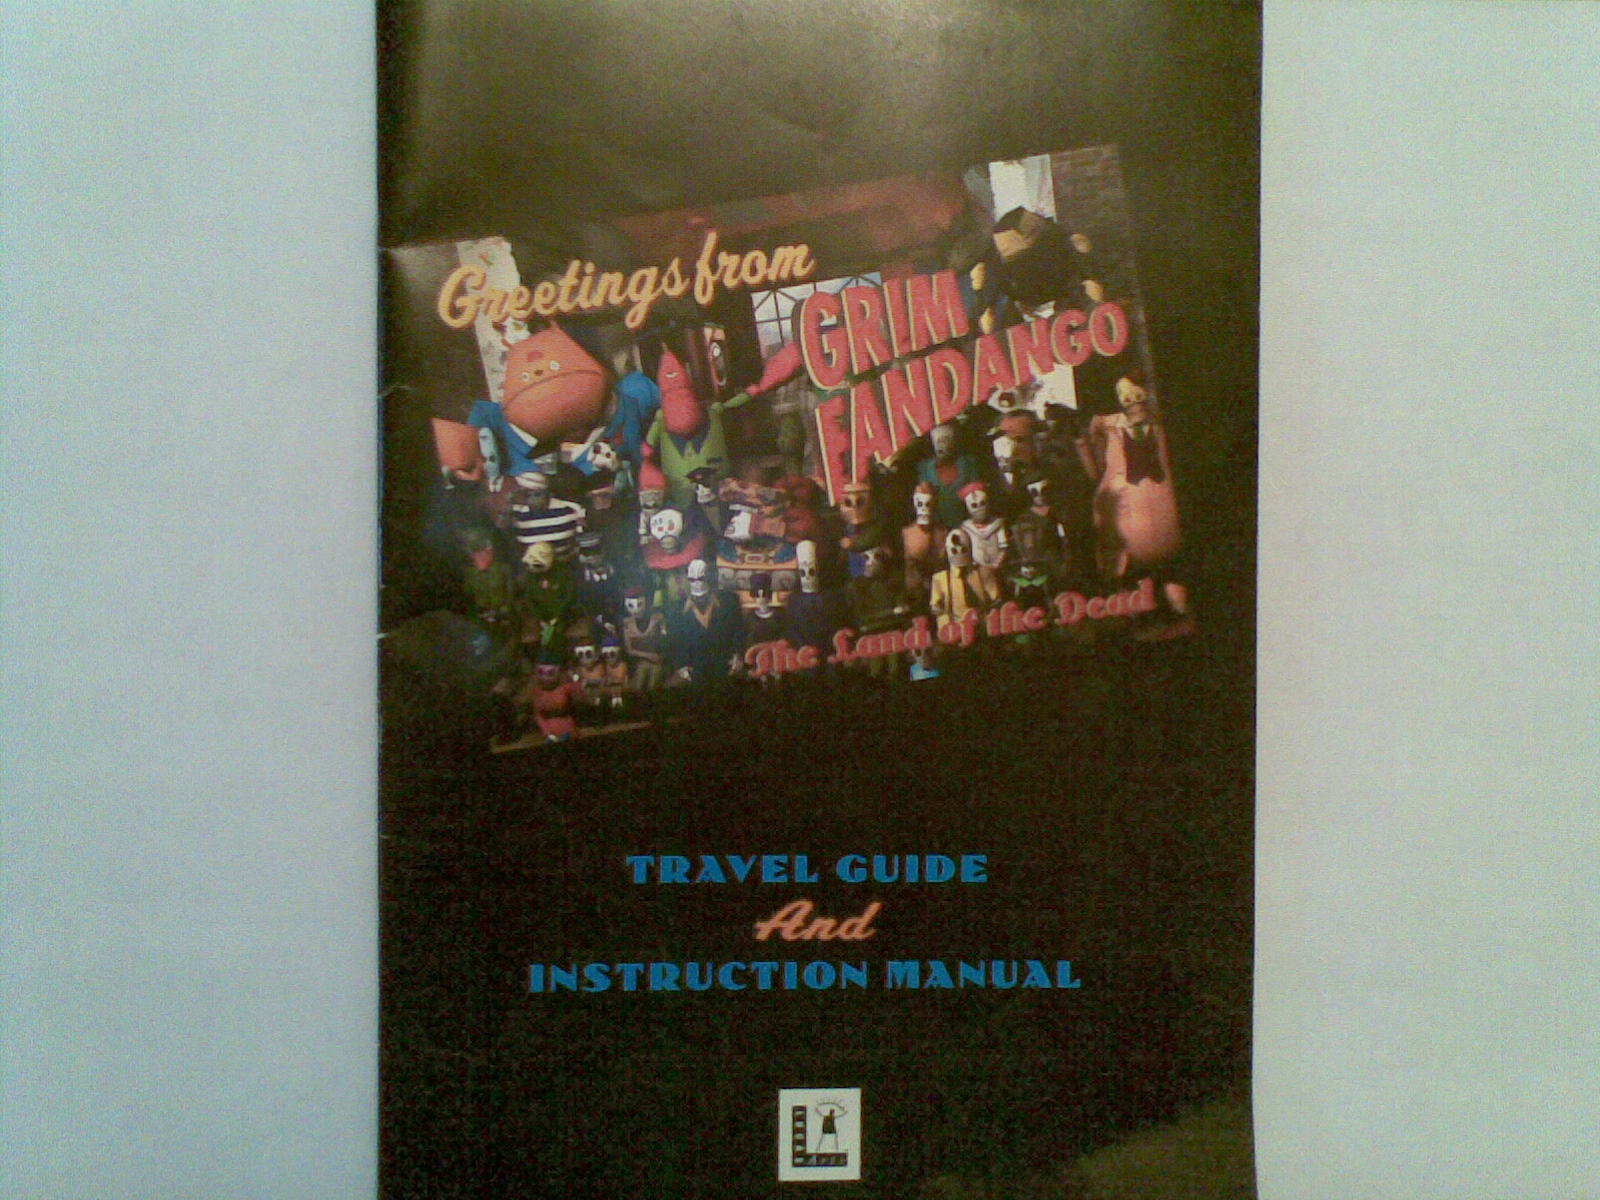 Greetings from
GRIM
FANDANGO
The Land of the Dead
TRAVEL GUIDE
And
INSTRUCTION MANUAL